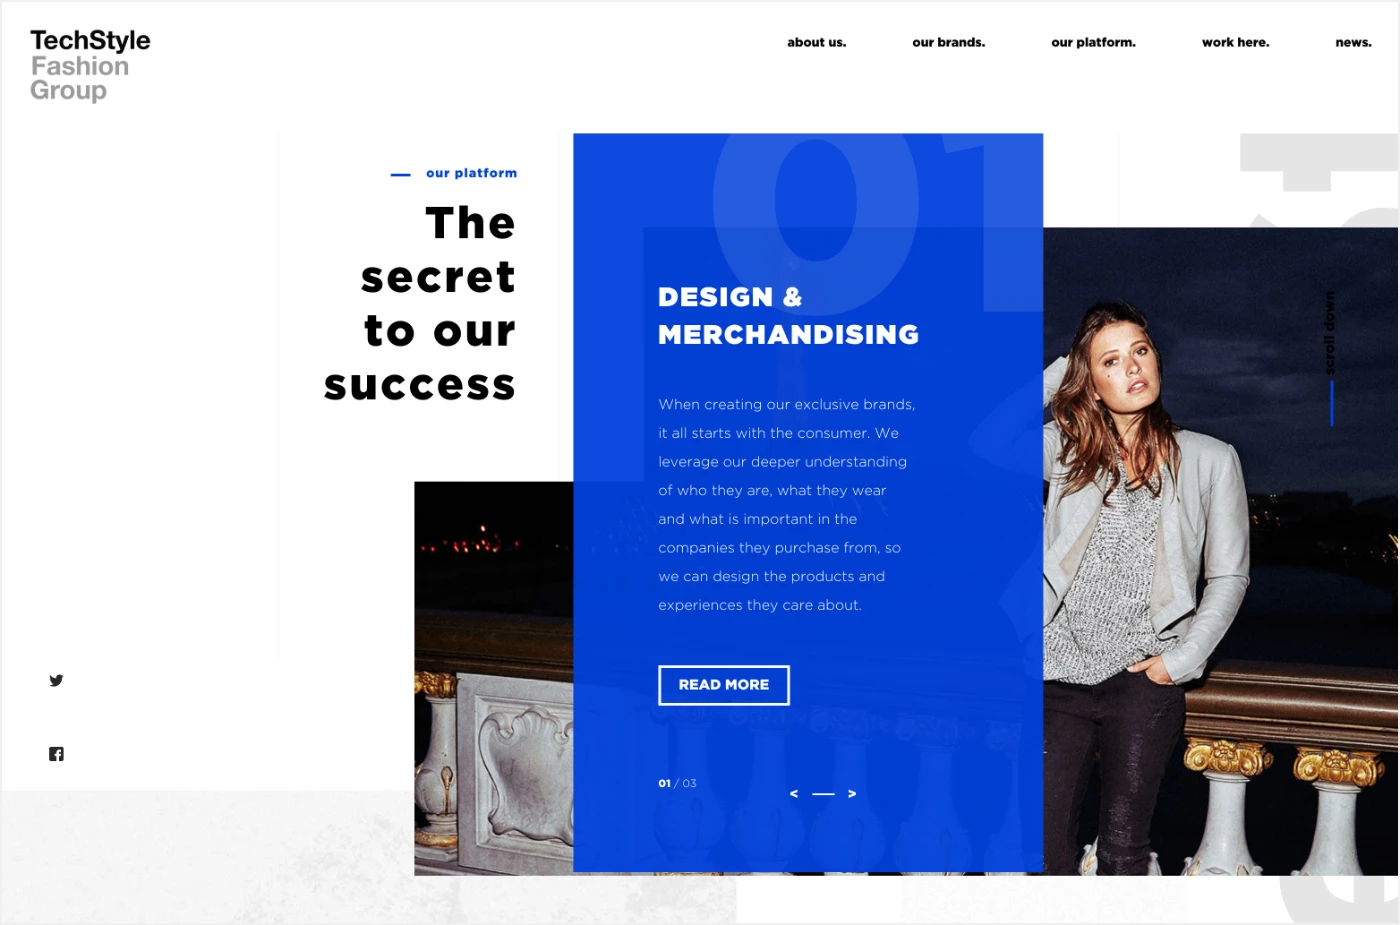 TechStyle
Fashion
Group
about us.
our brands.
our platform.
work here.
news.
our platform
The
secret
to our
success
01
DESIGN &
MERCHANDISING
When creating our exclusive brands,
it all starts with the consumer. We
leverage our deeper understanding
of who they are, what they wear
and what is important in the
companies they purchase from, so
we can design the products and
experiences they care about.
READ MORE
01 / 03
< — >
scroll down